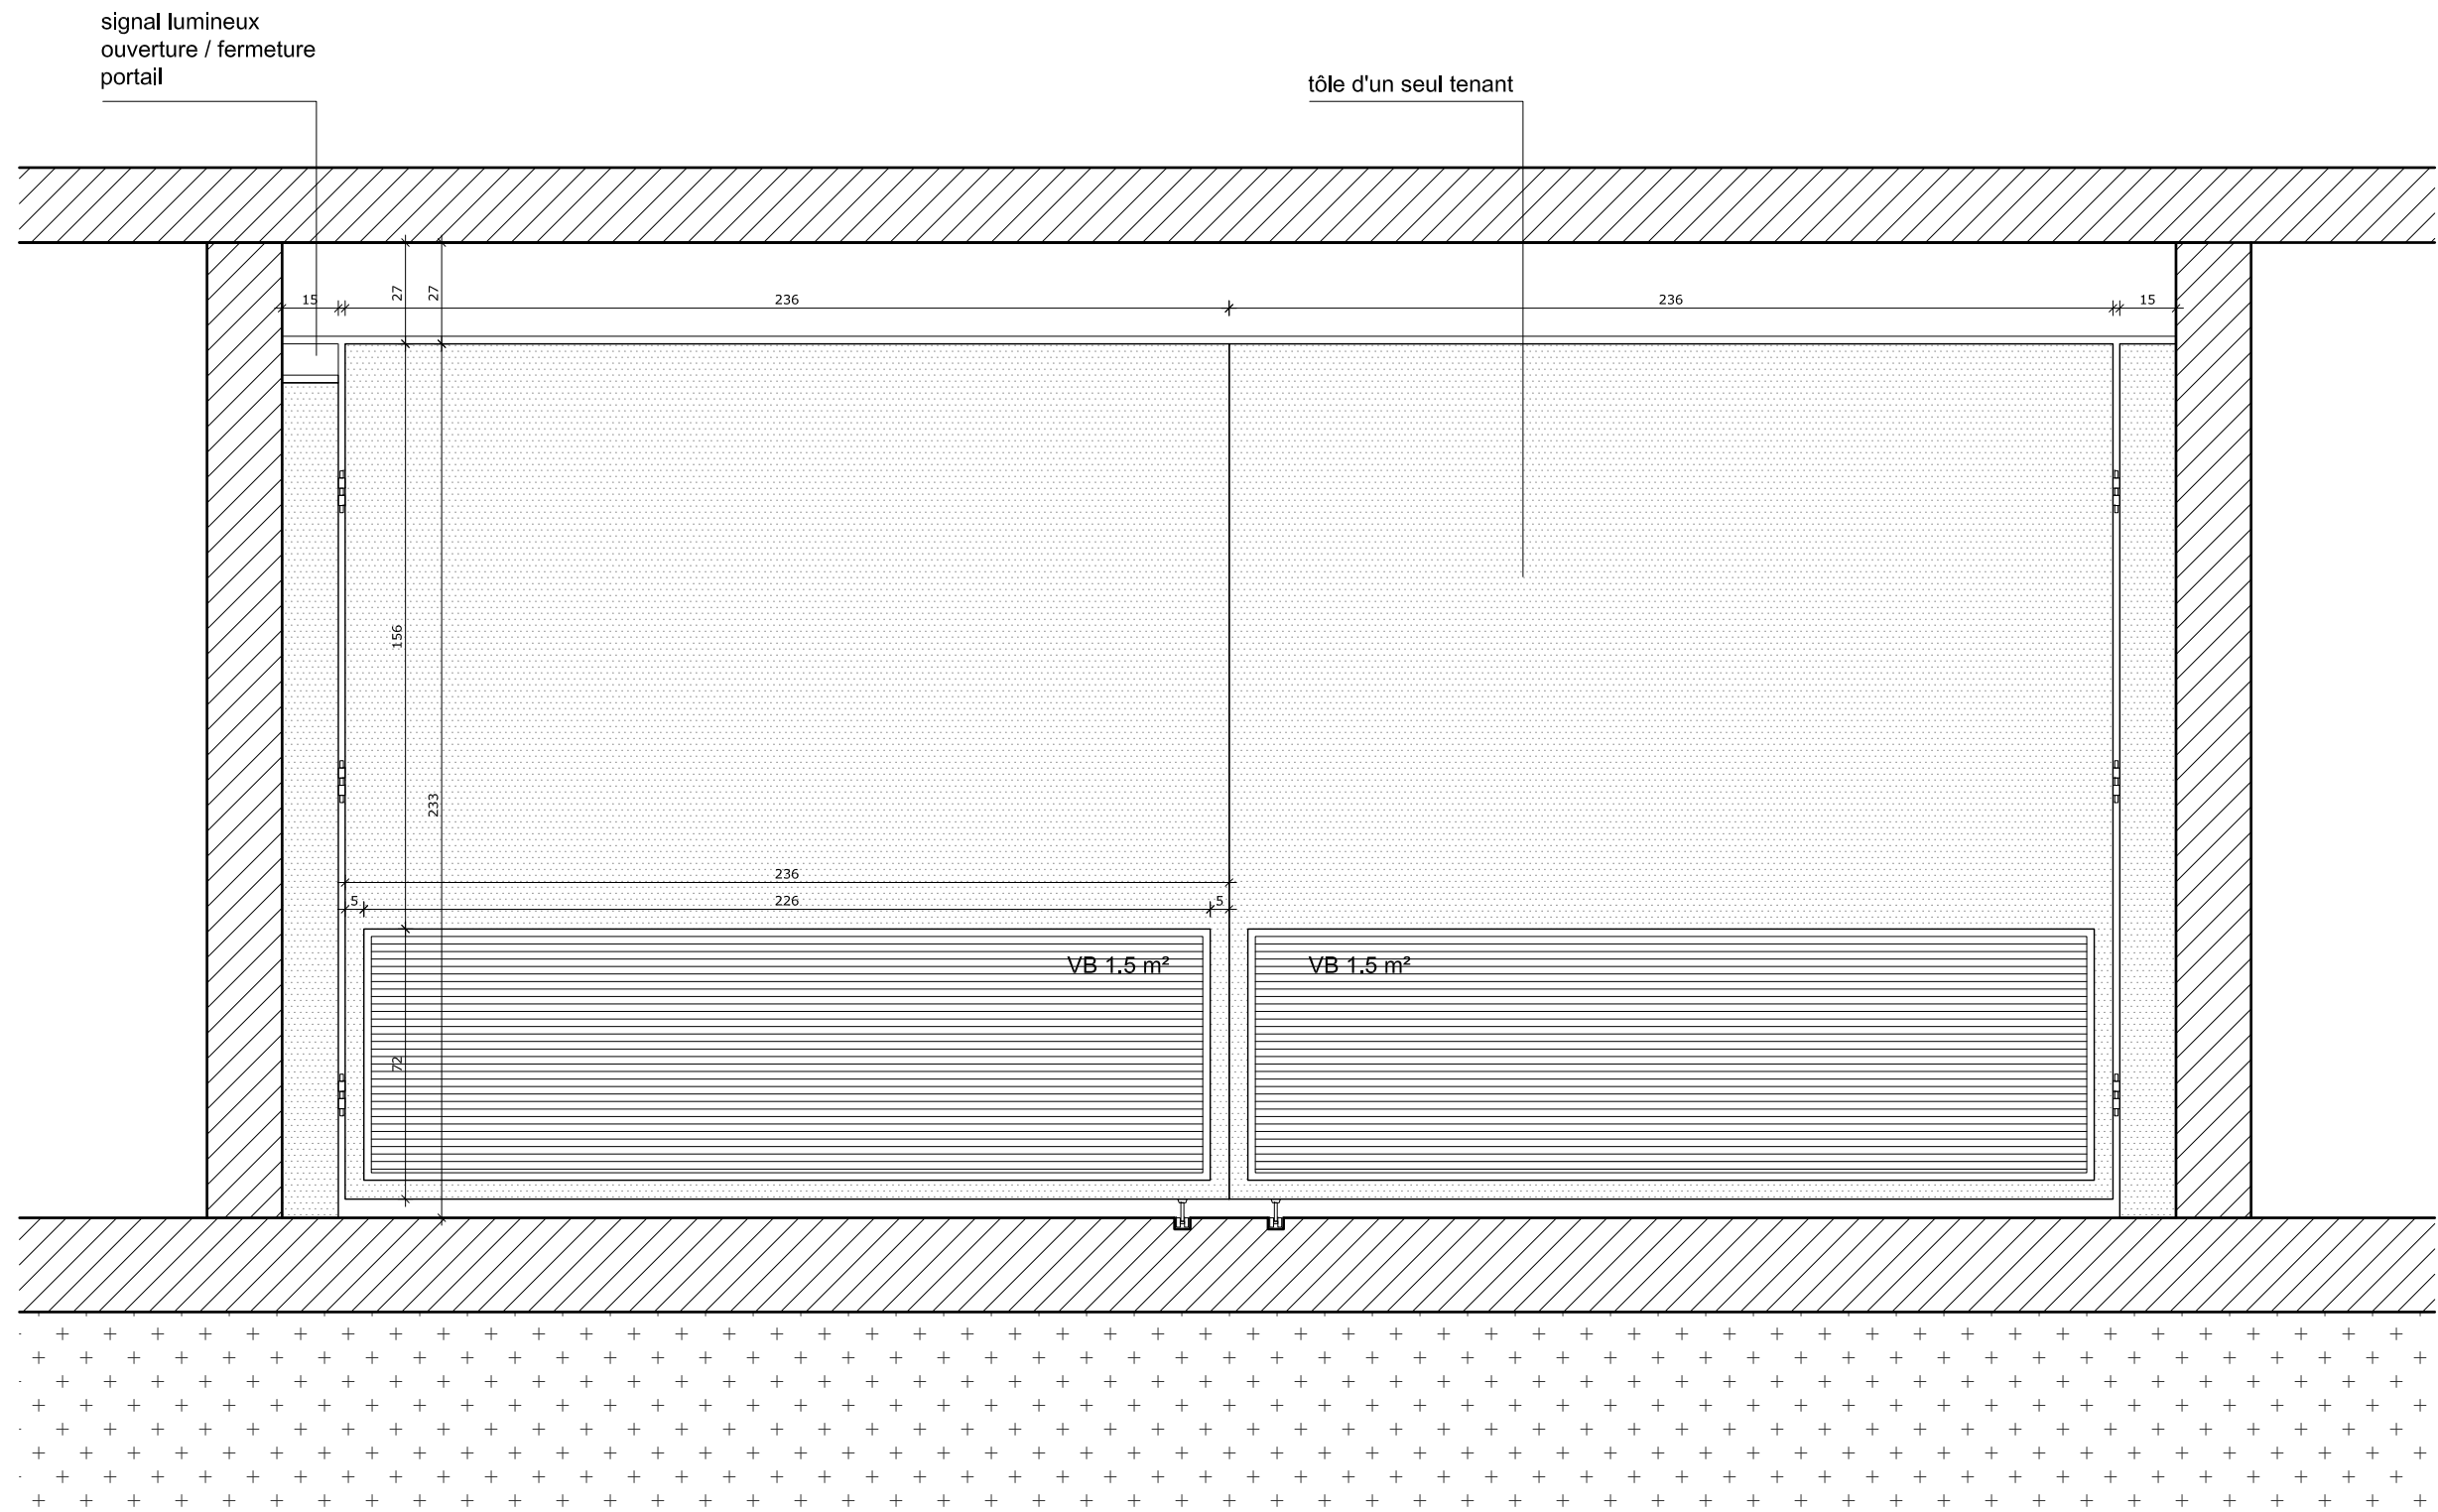 signal lumineux
ouverture / fermeture
portail
tôle d'un seul tenant
15
27
27
236
236
15
156
233
236
5
226
5
VB 1.5 m²
VB 1.5 m²
72